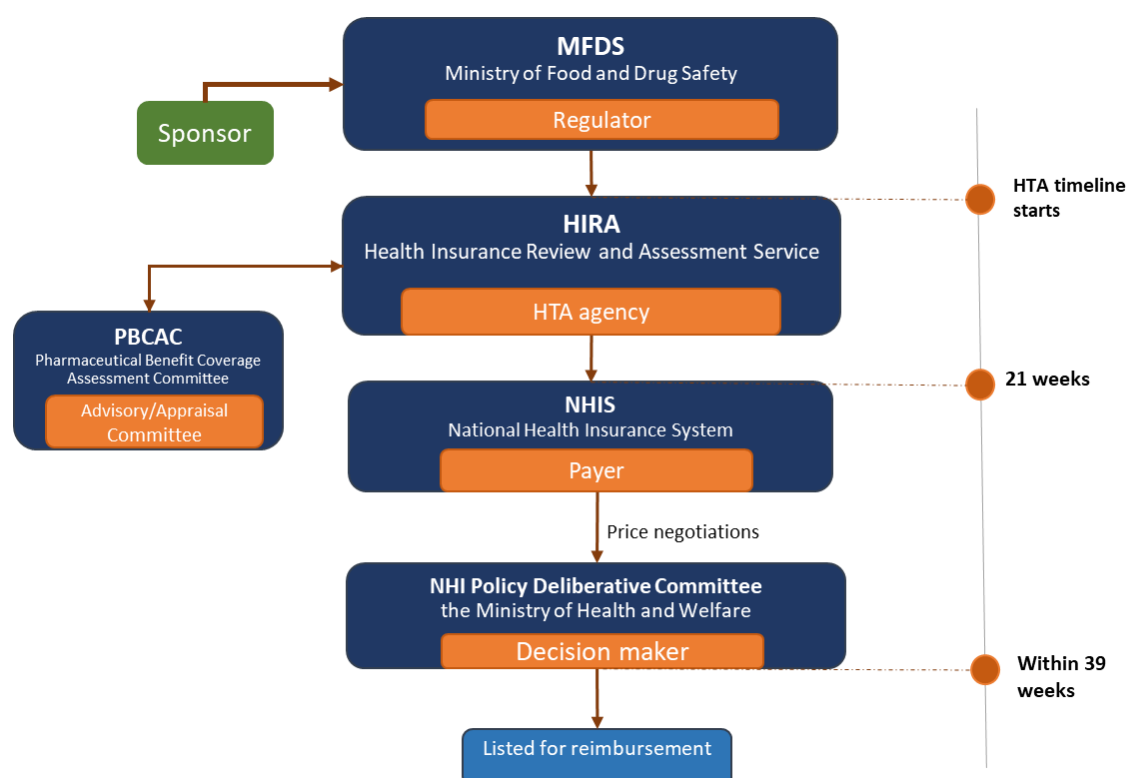 MFDS
Ministry of Food and Drug Safety
Regulator
Sponsor
HTA timeline
starts
HIRA
Health Insurance Review and Assessment Service
HTA agency
PBCAC
Pharmaceutical Benefit Coverage
Assessment Committee
Advisory/Appraisal
Committee
21 weeks
NHIS
National Health Insurance System
Payer
Price negotiations
NHI Policy Deliberative Committee
the Ministry of Health and Welfare
Decision maker
Within 39
weeks
Listed for reimbursement